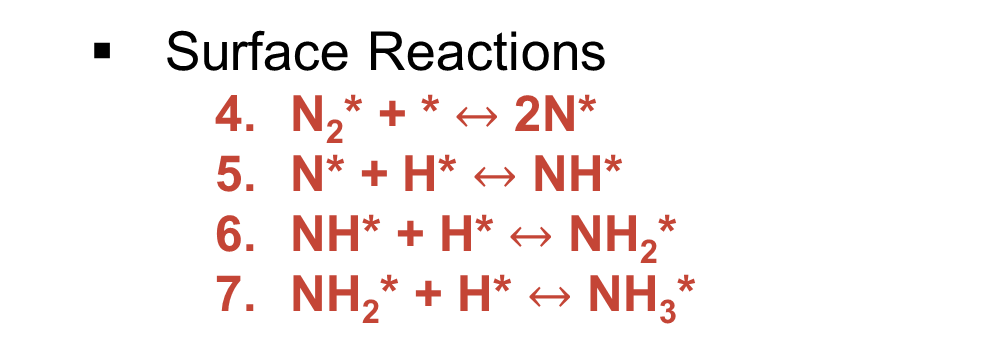 ▪ Surface Reactions
4. N₂* + * ↔ 2N*
5. N* + H* ↔ NH*
6. NH* + H* ↔ NH₂*
7. NH₂* + H* ↔ NH₃*